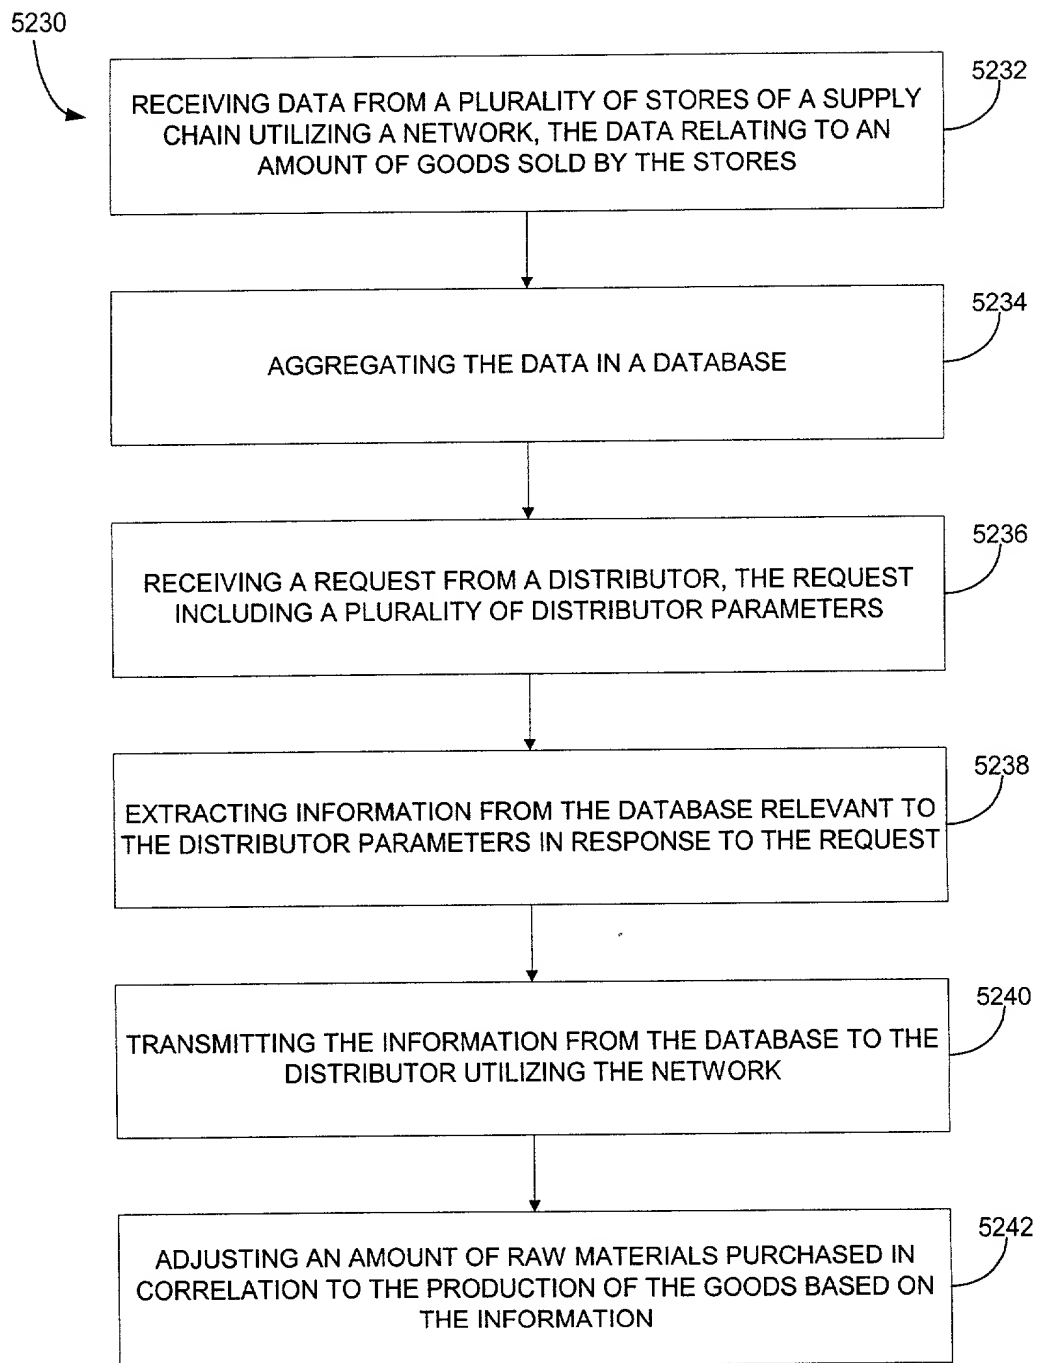 5230
5232
RECEIVING DATA FROM A PLURALITY OF STORES OF A SUPPLY
CHAIN UTILIZING A NETWORK, THE DATA RELATING TO AN
AMOUNT OF GOODS SOLD BY THE STORES
5234
AGGREGATING THE DATA IN A DATABASE
5236
RECEIVING A REQUEST FROM A DISTRIBUTOR, THE REQUEST
INCLUDING A PLURALITY OF DISTRIBUTOR PARAMETERS
5238
EXTRACTING INFORMATION FROM THE DATABASE RELEVANT TO
THE DISTRIBUTOR PARAMETERS IN RESPONSE TO THE REQUEST
5240
TRANSMITTING THE INFORMATION FROM THE DATABASE TO THE
DISTRIBUTOR UTILIZING THE NETWORK
5242
ADJUSTING AN AMOUNT OF RAW MATERIALS PURCHASED IN
CORRELATION TO THE PRODUCTION OF THE GOODS BASED ON
THE INFORMATION